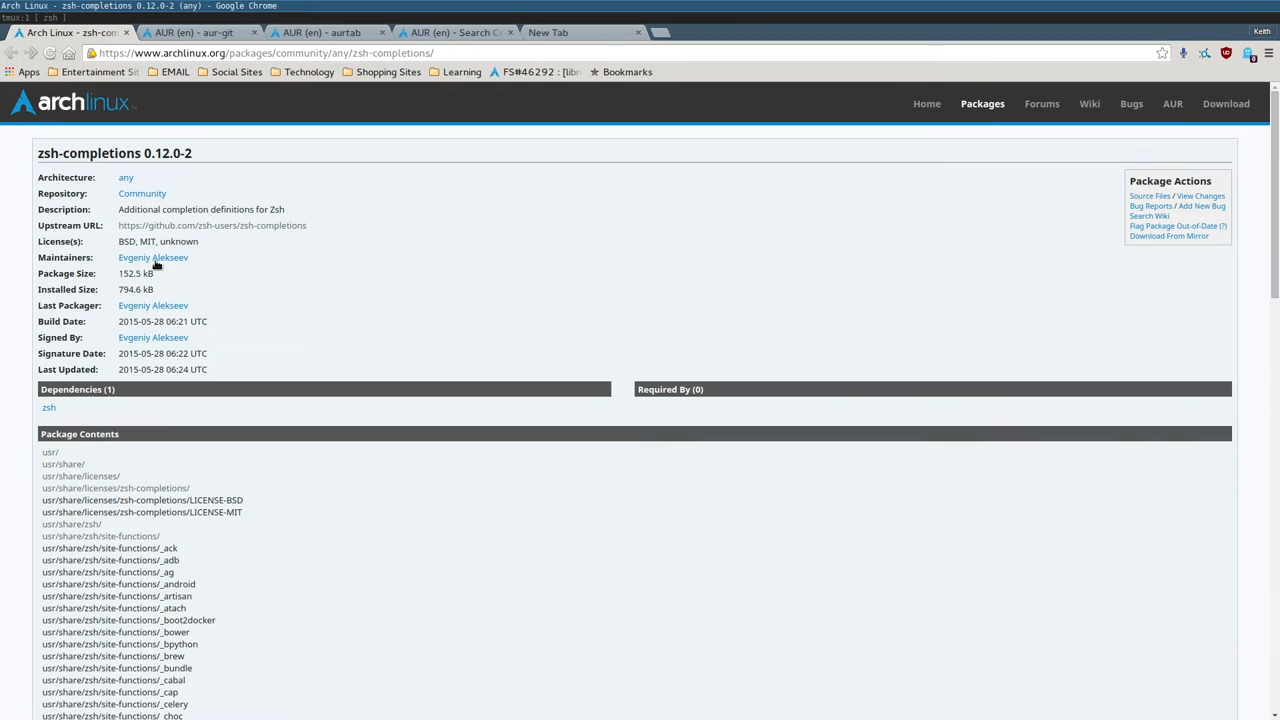 Arch Linux - zsh-completions 0.12.0-2 (any) - Google Chrome
tmux:1 [ zsh ]
Arch Linux - zsh-com × AUR (en) - aur-git × AUR (en) - aurtab × AUR (en) - Search Cr × New Tab × Keith
https://www.archlinux.org/packages/community/any/zsh-completions/
Apps Entertainment Sit EMAIL Social Sites Technology Shopping Sites Learning FS#46292 : [libr Bookmarks
archlinux Home Packages Forums Wiki Bugs AUR Download
zsh-completions 0.12.0-2
Architecture: any
Repository: Community
Description: Additional completion definitions for Zsh
Upstream URL: https://github.com/zsh-users/zsh-completions
License(s): BSD, MIT, unknown
Maintainers: Evgeniy Alekseev
Package Size: 152.5 kB
Installed Size: 794.6 kB
Last Packager: Evgeniy Alekseev
Build Date: 2015-05-28 06:21 UTC
Signed By: Evgeniy Alekseev
Signature Date: 2015-05-28 06:22 UTC
Last Updated: 2015-05-28 06:24 UTC
Package Actions
Source Files / View Changes
Bug Reports / Add New Bug
Search Wiki
Flag Package Out-of-Date (?)
Download From Mirror
Dependencies (1)
zsh
Required By (0)
Package Contents
usr/
usr/share/
usr/share/licenses/
usr/share/licenses/zsh-completions/
usr/share/licenses/zsh-completions/LICENSE-BSD
usr/share/licenses/zsh-completions/LICENSE-MIT
usr/share/zsh/
usr/share/zsh/site-functions/
usr/share/zsh/site-functions/_ack
usr/share/zsh/site-functions/_adb
usr/share/zsh/site-functions/_ag
usr/share/zsh/site-functions/_android
usr/share/zsh/site-functions/_artisan
usr/share/zsh/site-functions/_atach
usr/share/zsh/site-functions/_boot2docker
usr/share/zsh/site-functions/_bower
usr/share/zsh/site-functions/_bpython
usr/share/zsh/site-functions/_brew
usr/share/zsh/site-functions/_bundle
usr/share/zsh/site-functions/_cabal
usr/share/zsh/site-functions/_cap
usr/share/zsh/site-functions/_celery
usr/share/zsh/site-functions/_choc